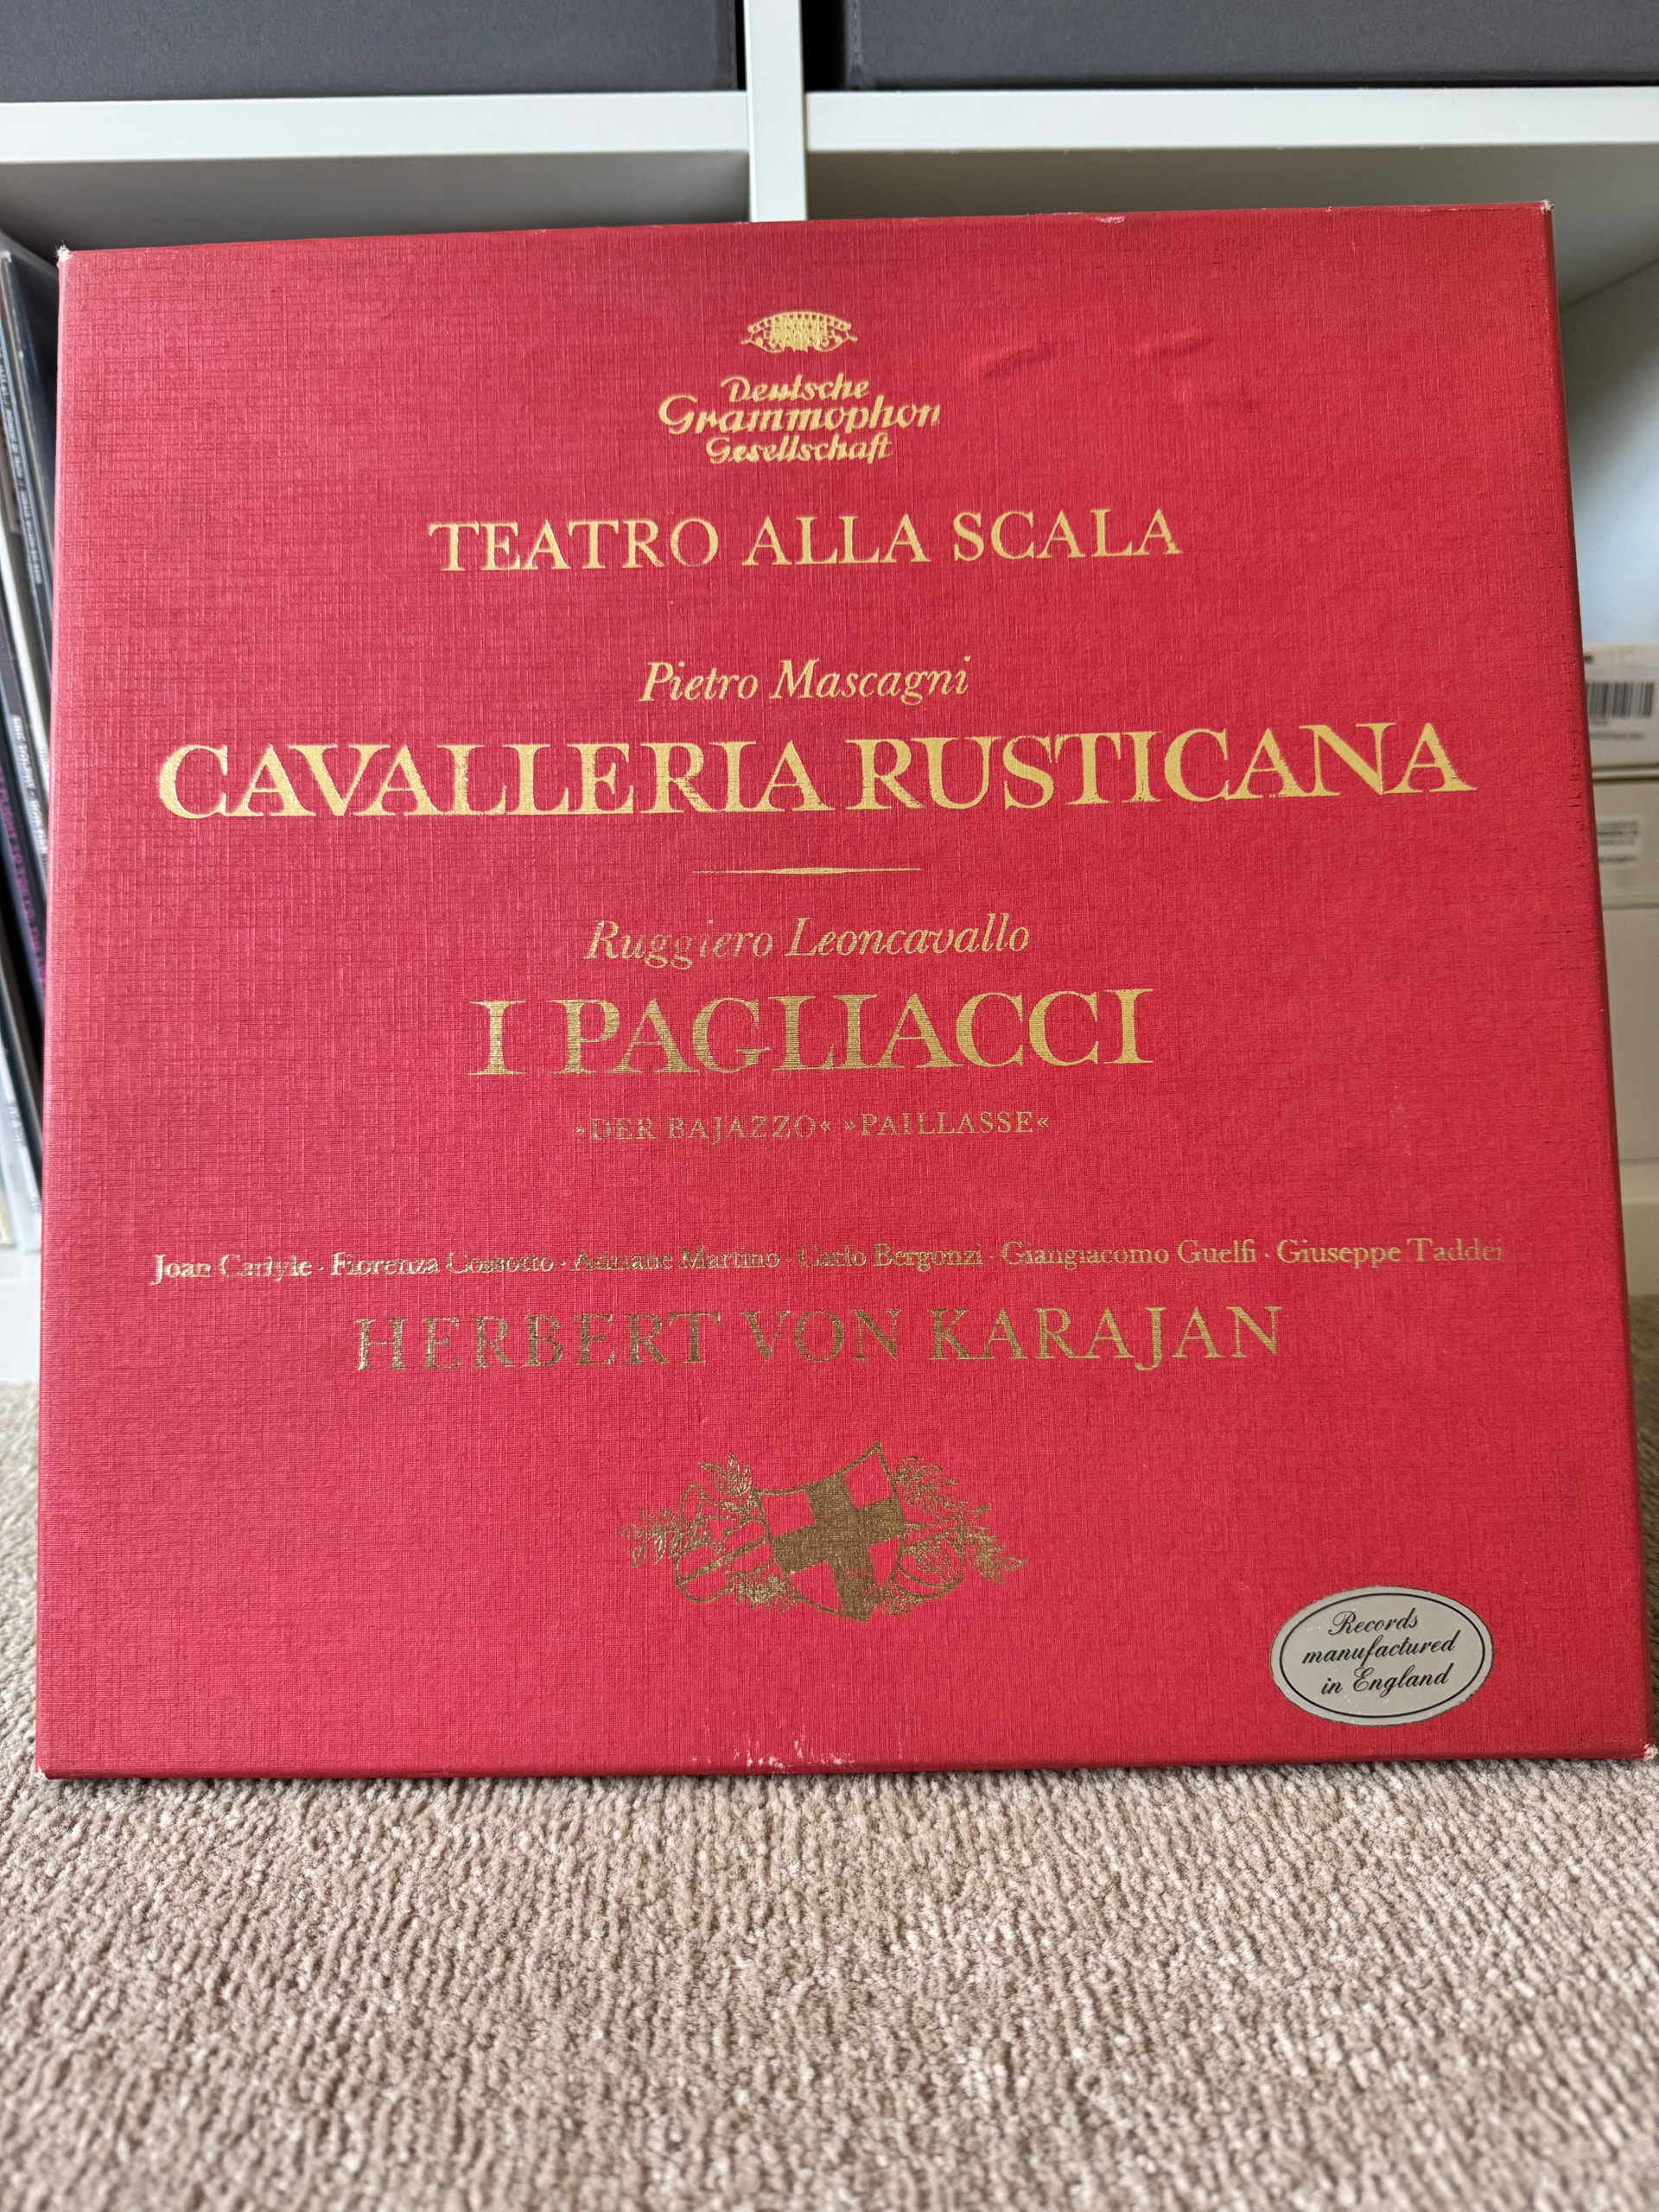 Deutsche
Grammophon
Gesellschaft
TEATRO ALLA SCALA
Pietro Mascagni
CAVALLERIA RUSTICANA
Ruggiero Leoncavallo
I PAGLIACCI
»DER BAJAZZO« »PAILLASSE«
Joan Carlyle · Fiorenza Cossotto · Adriane Martino · Carlo Bergonzi · Giangiacomo Guelfi · Giuseppe Taddei
HERBERT VON KARAJAN
Records
manufactured
in England